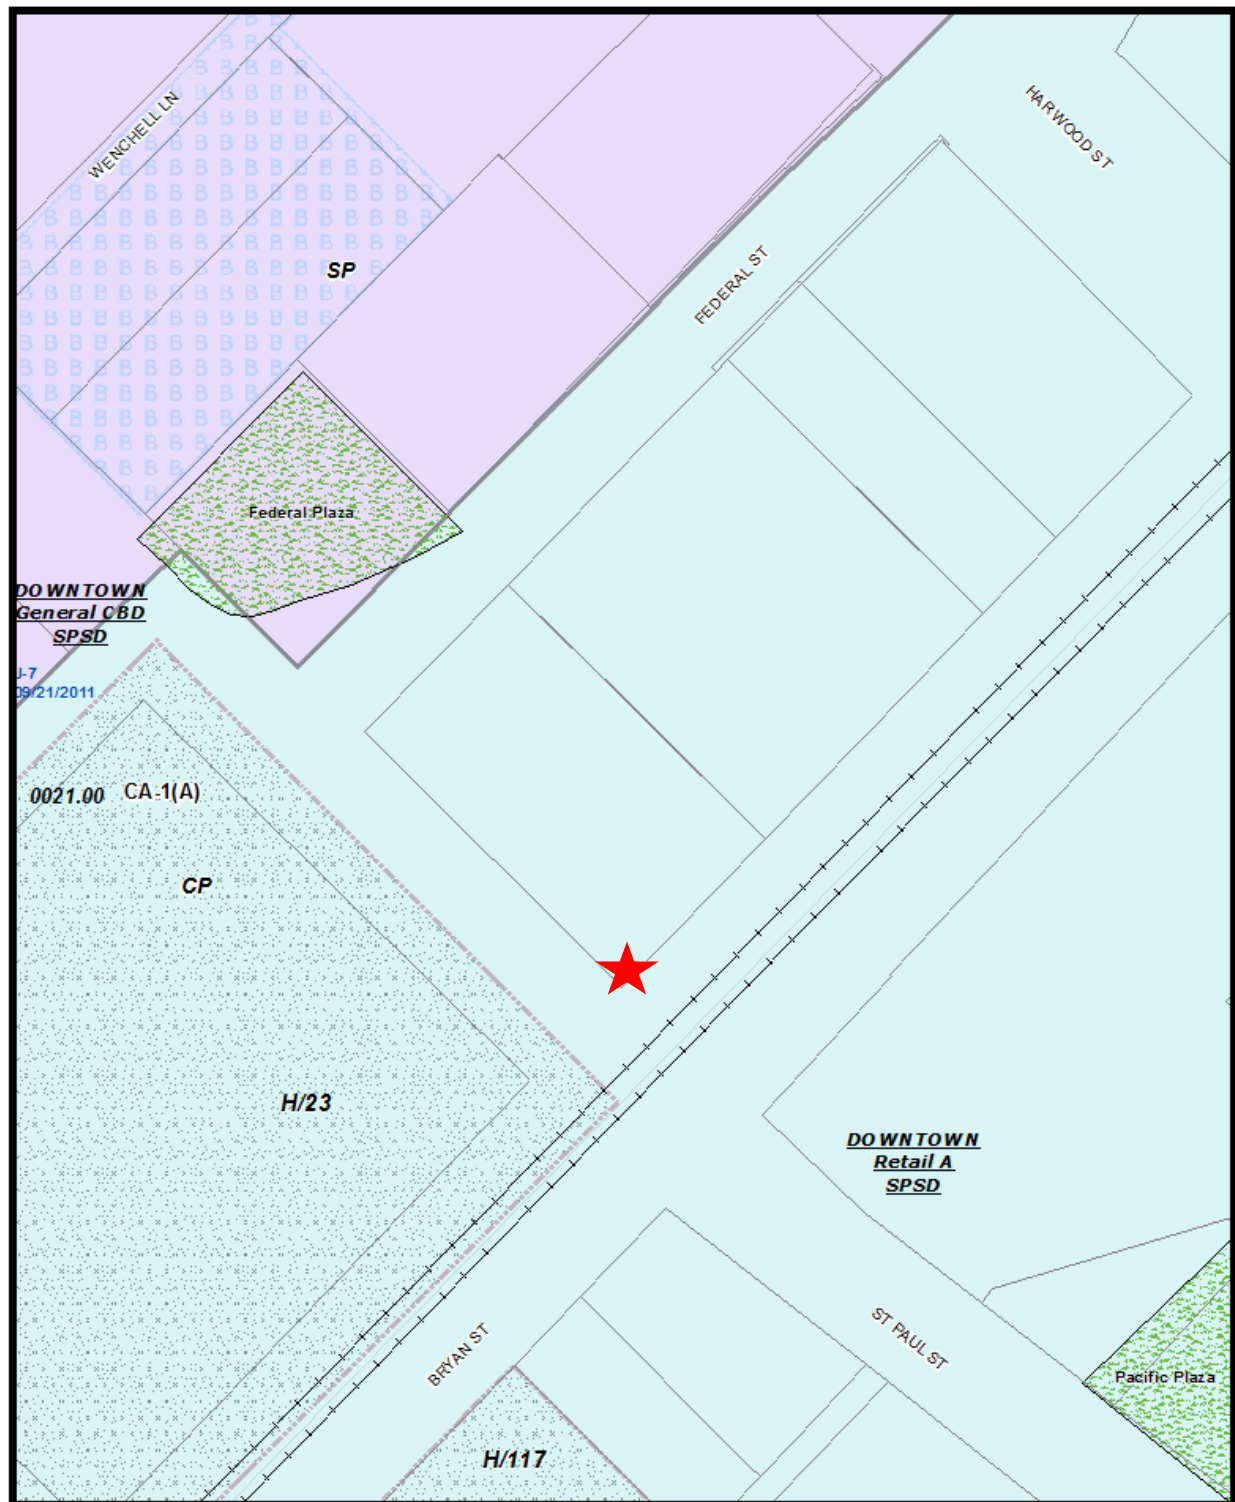 WENCHELL LN
HARWOOD ST
SP
FEDERAL ST
Federal Plaza
DOWNTOWN
General CBD
SPSD
J-7
09/21/2011
0021.00
CA-1(A)
CP
H/23
DOWNTOWN
Retail A
SPSD
BRYAN ST
ST PAUL ST
Pacific Plaza
H/117